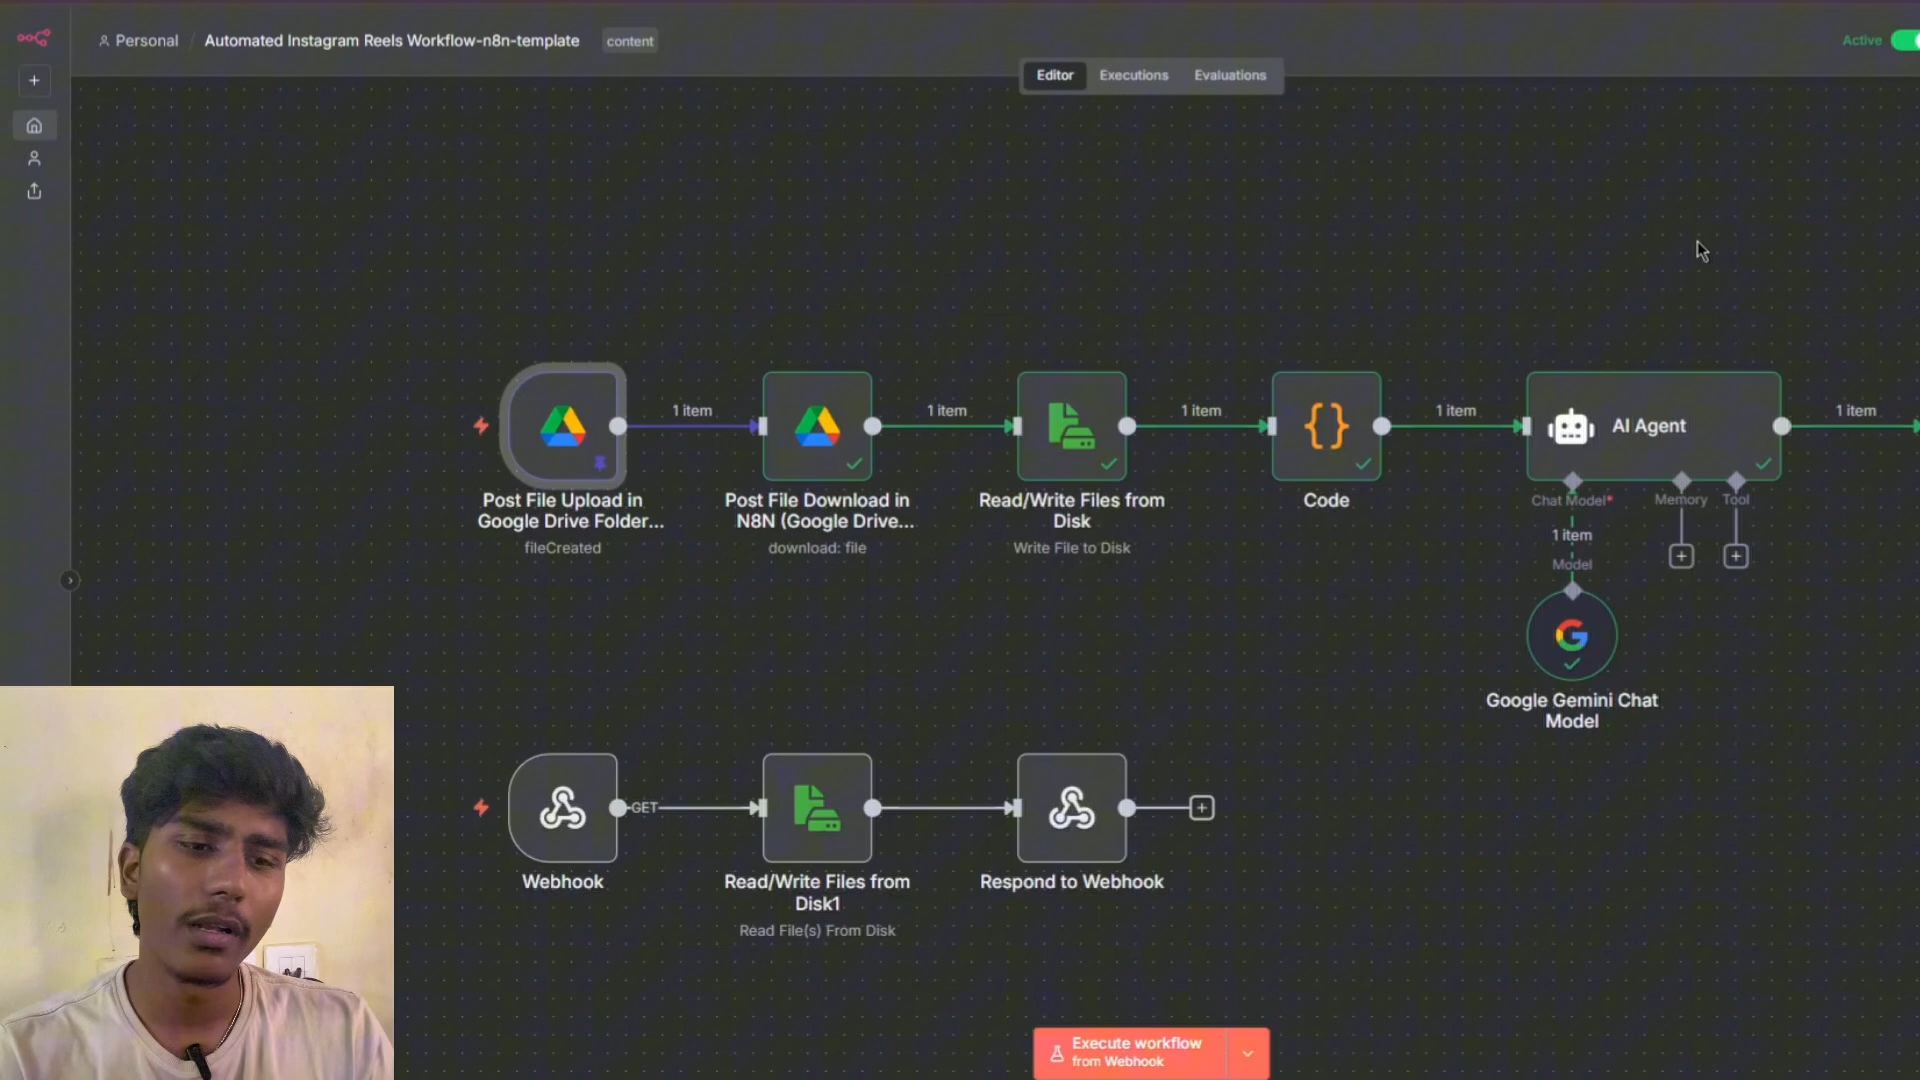 Personal / Automated Instagram Reels Workflow-n8n-template content
Active
Editor Executions Evaluations
1 item 1 item 1 item 1 item 1 item
AI Agent
Post File Upload in
Google Drive Folder...
fileCreated
Post File Download in
N8N (Google Drive...
download: file
Read/Write Files from
Disk
Write File to Disk
Code
Chat Model* Memory Tool
1 item
Model
Google Gemini Chat
Model
GET
Webhook
Read/Write Files from
Disk1
Read File(s) From Disk
Respond to Webhook
Execute workflow
from Webhook